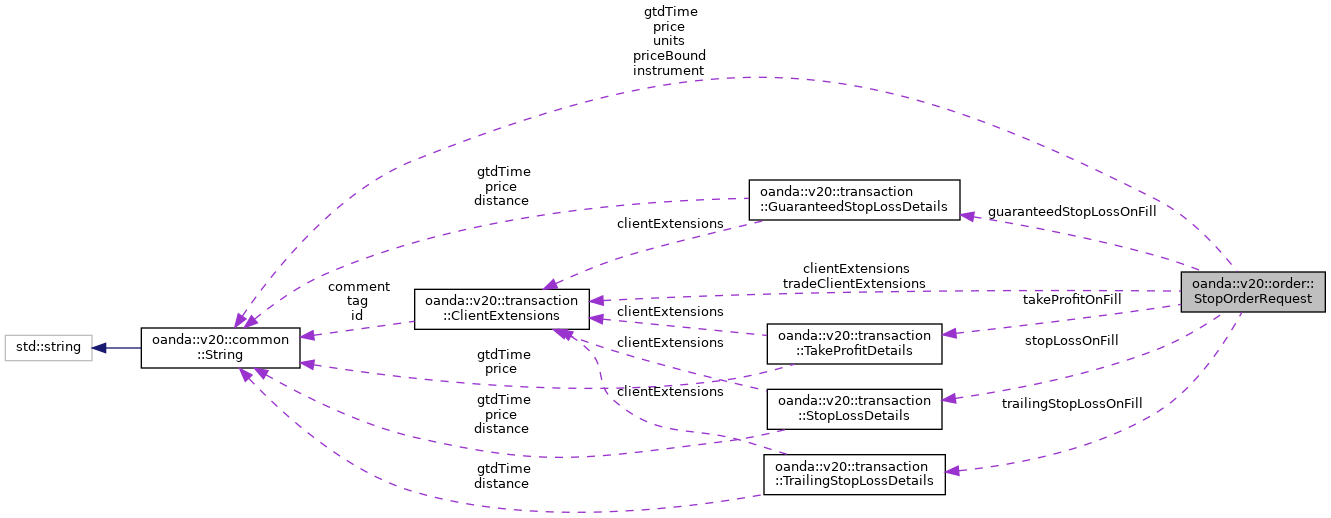 gtdTime
price
units
priceBound
instrument
gtdTime
price
distance
oanda::v20::transaction
::GuaranteedStopLossDetails
guaranteedStopLossOnFill
clientExtensions
clientExtensions
tradeClientExtensions
oanda::v20::order::
StopOrderRequest
comment
tag
id
oanda::v20::transaction
::ClientExtensions
clientExtensions
takeProfitOnFill
std::string
oanda::v20::common
::String
oanda::v20::transaction
::TakeProfitDetails
clientExtensions
stopLossOnFill
gtdTime
price
clientExtensions
oanda::v20::transaction
::StopLossDetails
trailingStopLossOnFill
gtdTime
price
distance
oanda::v20::transaction
::TrailingStopLossDetails
gtdTime
distance